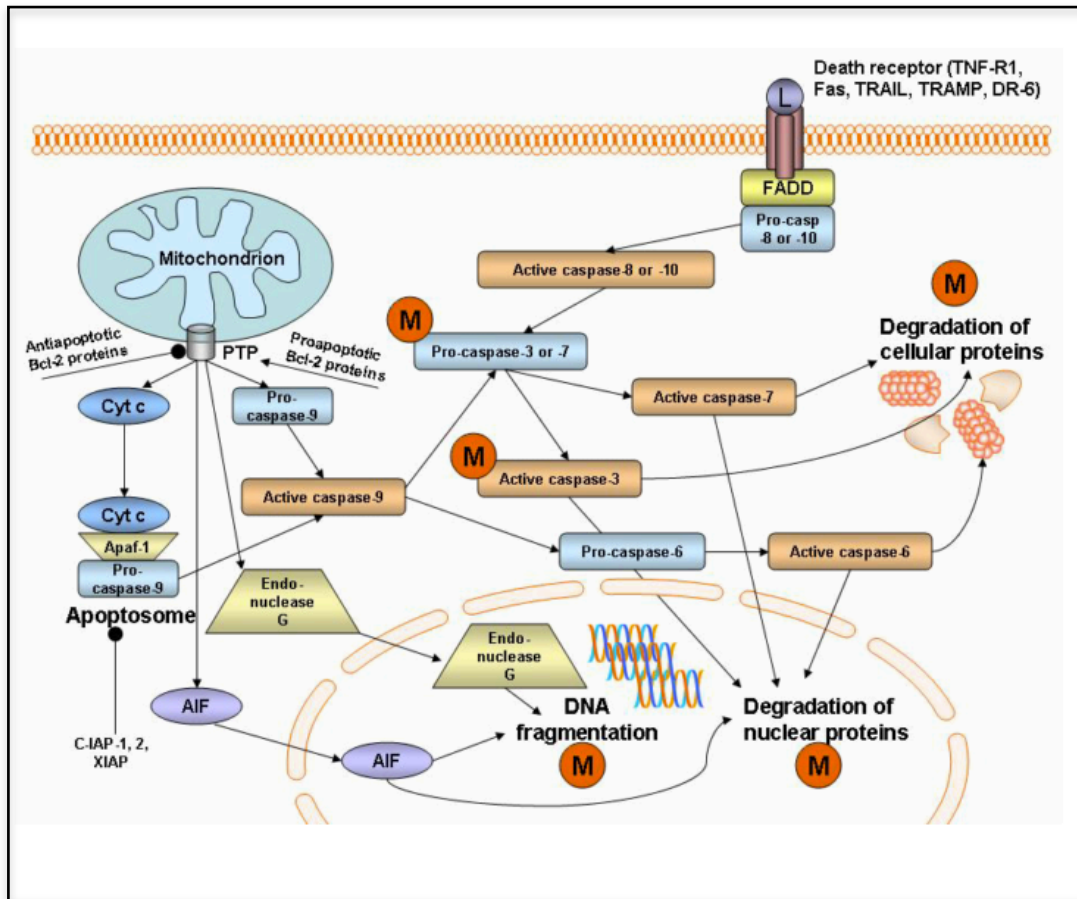 Death receptor (TNF-R1,
Fas, TRAIL, TRAMP, DR-6)
L
FADD
Pro-casp
-8 or -10
Mitochondrion
Active caspase-8 or -10
M
M
Degradation of
cellular proteins
Antiapoptotic
Bcl-2 proteins
PTP
Proapoptotic
Bcl-2 proteins
Pro-caspase-3 or -7
Cyt c
Pro-
caspase-9
Active caspase-7
M
Active caspase-3
Active caspase-9
Cyt c
Apaf-1
Pro-
caspase-9
Apoptosome
Pro-caspase-6
Active caspase-6
Endo-
nuclease
G
Endo-
nuclease
G
AIF
DNA
fragmentation
M
Degradation of
nuclear proteins
M
C-IAP-1, 2,
XIAP
AIF